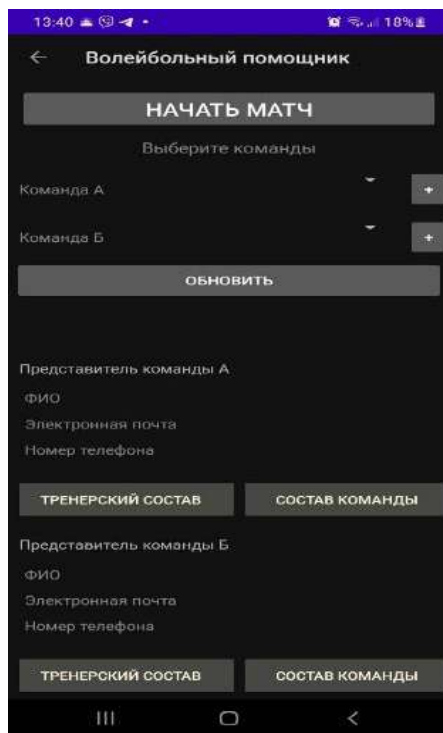 13:40 18%
Волейбольный помощник
НАЧАТЬ МАТЧ
Выберите команды
Команда А +
Команда Б +
ОБНОВИТЬ
Представитель команды А
ФИО
Электронная почта
Номер телефона
ТРЕНЕРСКИЙ СОСТАВ СОСТАВ КОМАНДЫ
Представитель команды Б
ФИО
Электронная почта
Номер телефона
ТРЕНЕРСКИЙ СОСТАВ СОСТАВ КОМАНДЫ